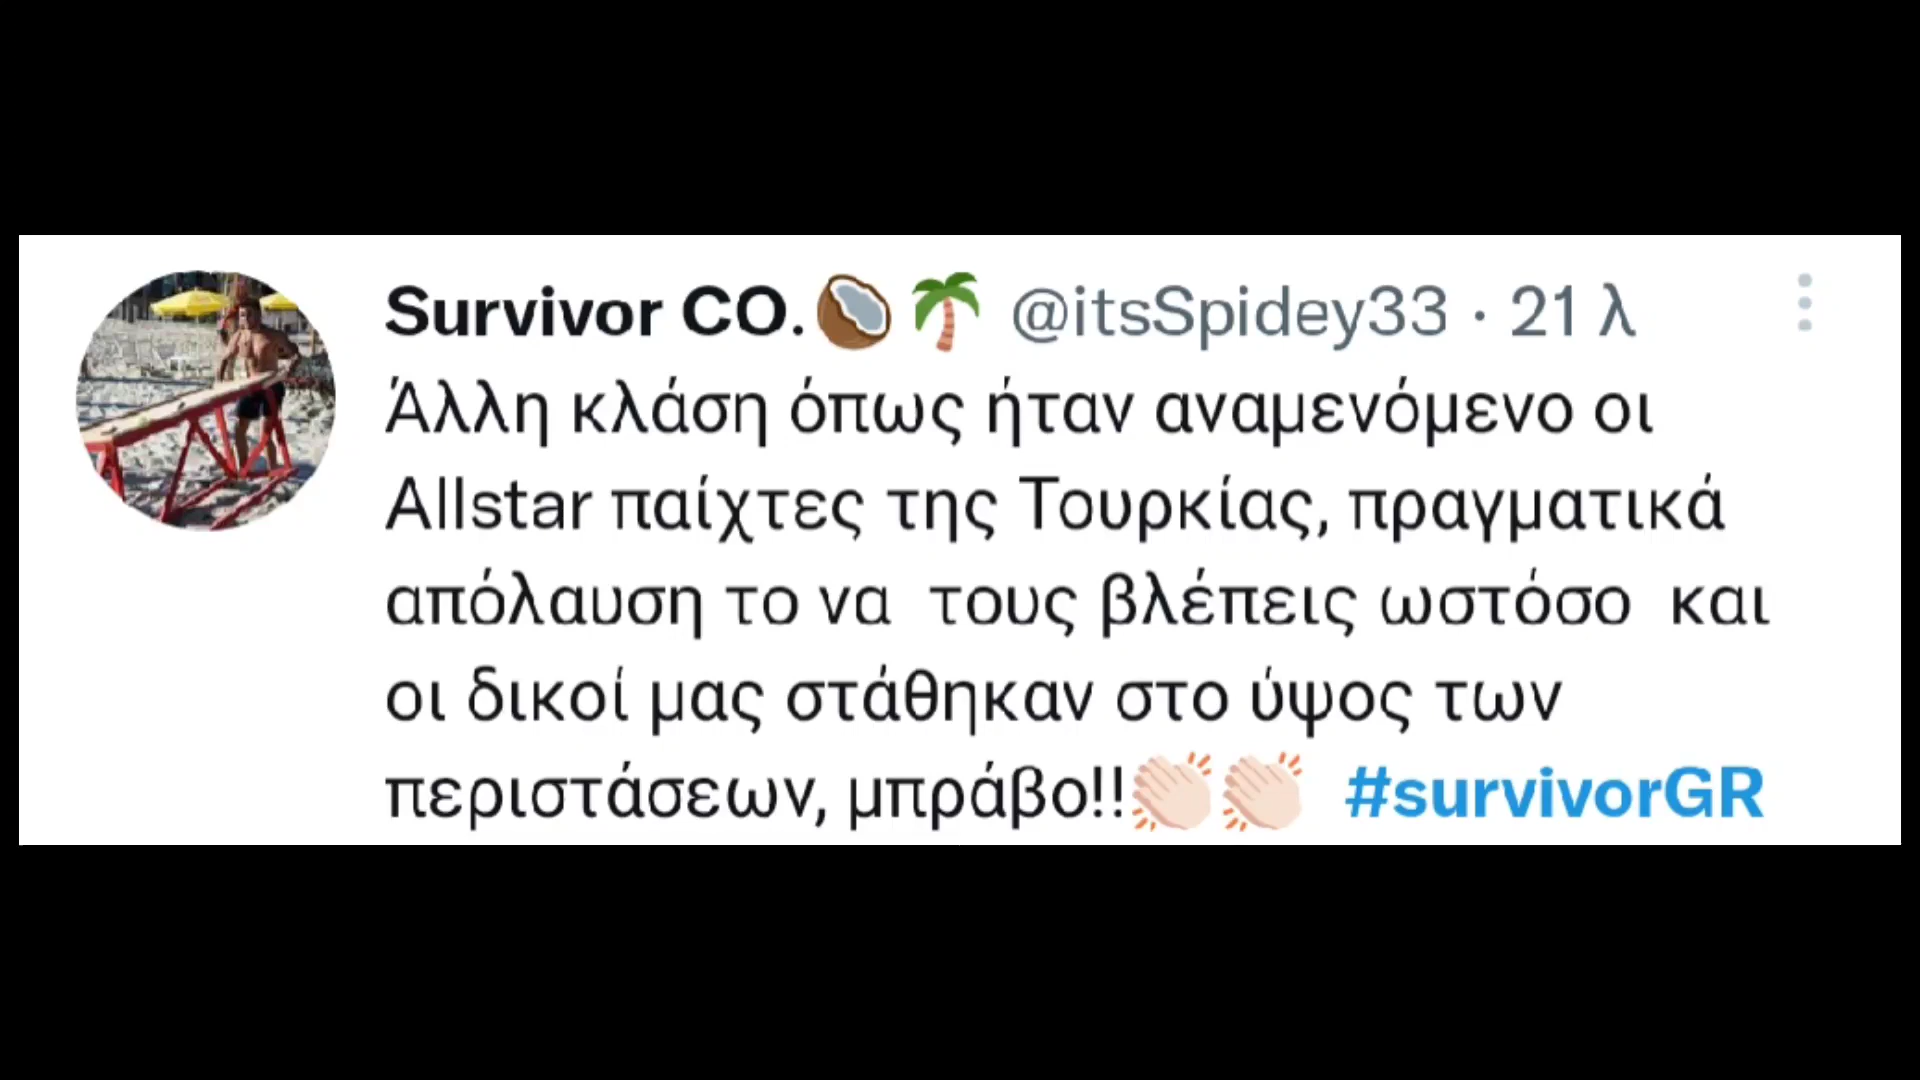 Survivor CO.🥥🌴 @itsSpidey33 · 21 λ
Άλλη κλάση όπως ήταν αναμενόμενο οι
Allstar παίχτες της Τουρκίας, πραγματικά
απόλαυση το να  τους βλέπεις ωστόσο  και
οι δικοί μας στάθηκαν στο ύψος των
περιστάσεων, μπράβο!!👏🏻👏🏻 #survivorGR